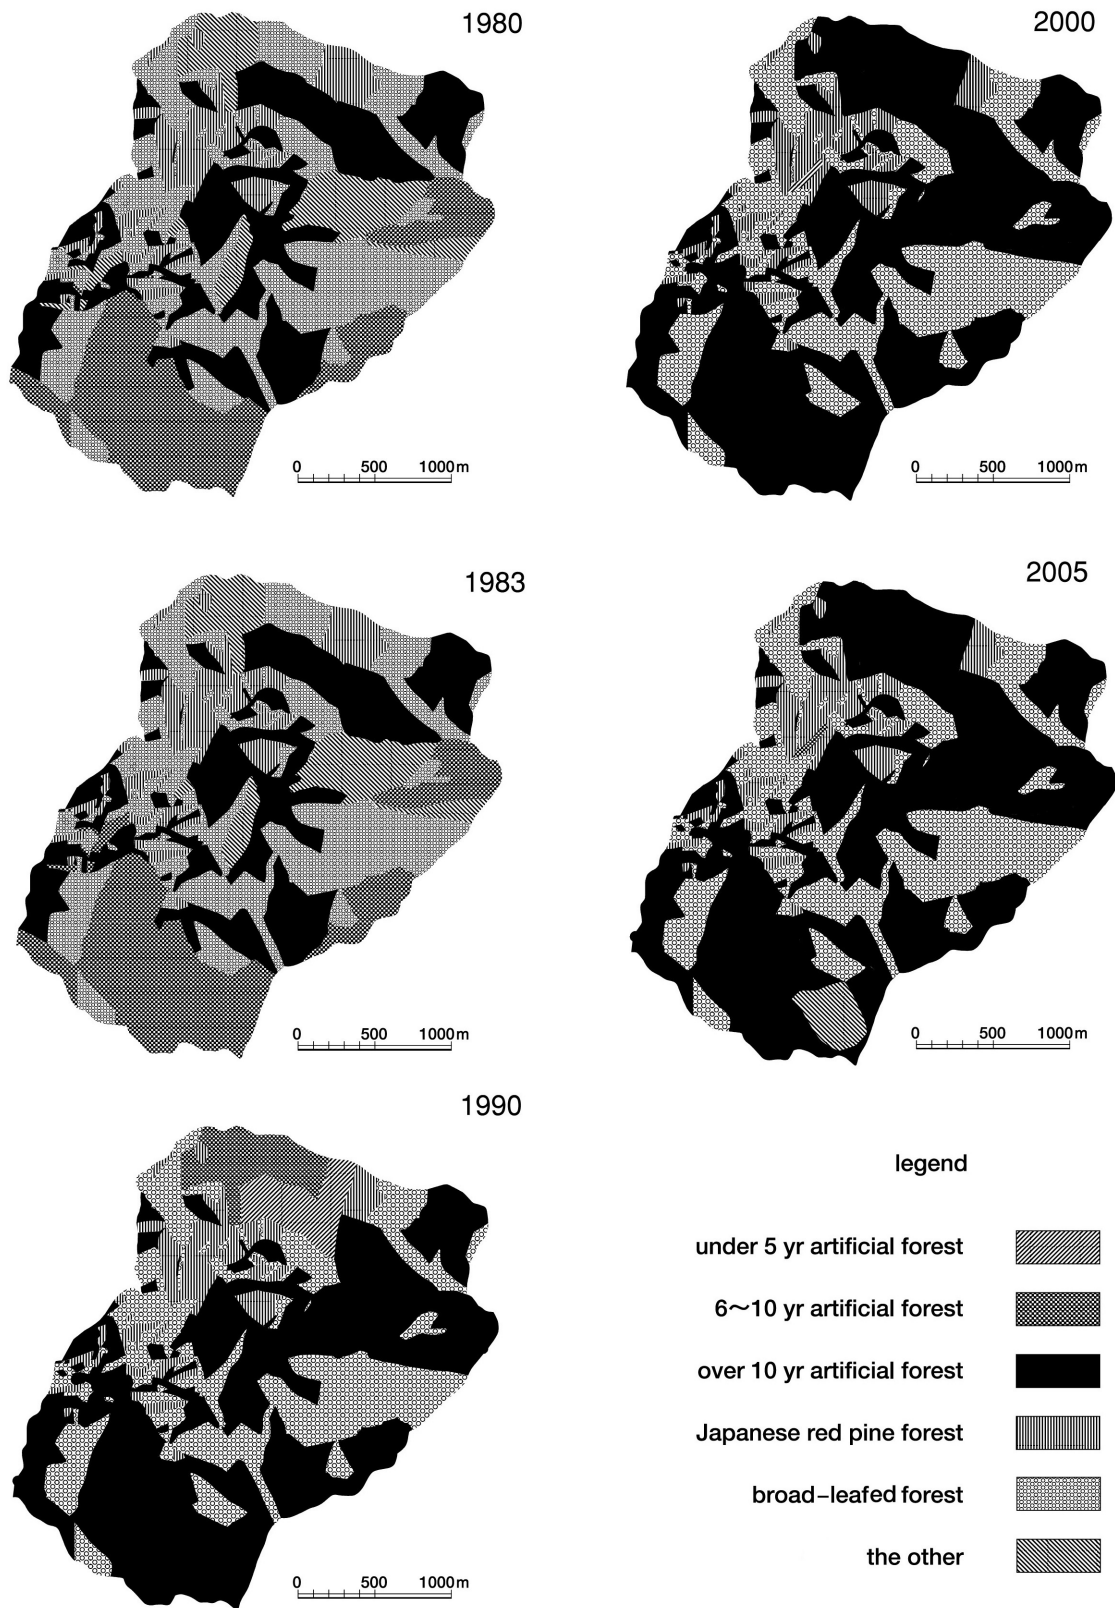 1980
0 500 1000m
2000
0 500 1000m
1983
0 500 1000m
2005
0 500 1000m
1990
0 500 1000m
legend
under 5 yr artificial forest
6～10 yr artificial forest
over 10 yr artificial forest
Japanese red pine forest
broad-leafed forest
the other